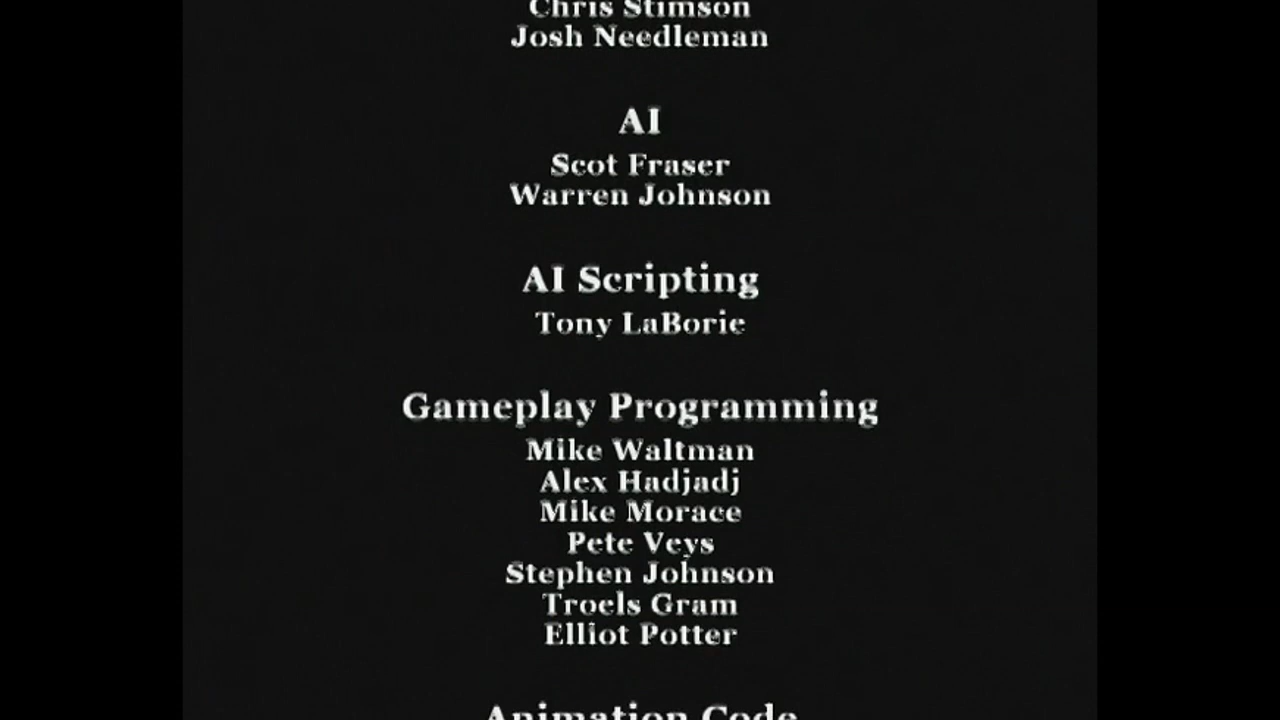 Chris Stimson
Josh Needleman
AI
Scot Fraser
Warren Johnson
AI Scripting
Tony LaBorie
Gameplay Programming
Mike Waltman
Alex Hadjadj
Mike Morace
Pete Veys
Stephen Johnson
Troels Gram
Elliot Potter
Animation Code